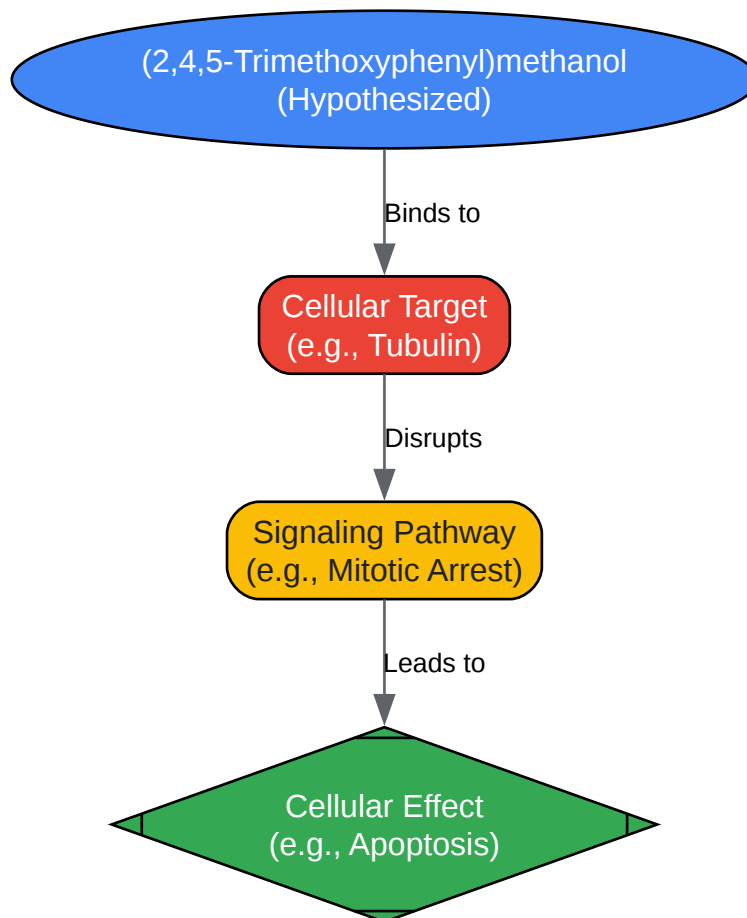 (2,4,5-Trimethoxyphenyl)methanol
(Hypothesized)
Binds to
Cellular Target
(e.g., Tubulin)
Disrupts
Signaling Pathway
(e.g., Mitotic Arrest)
Leads to
Cellular Effect
(e.g., Apoptosis)